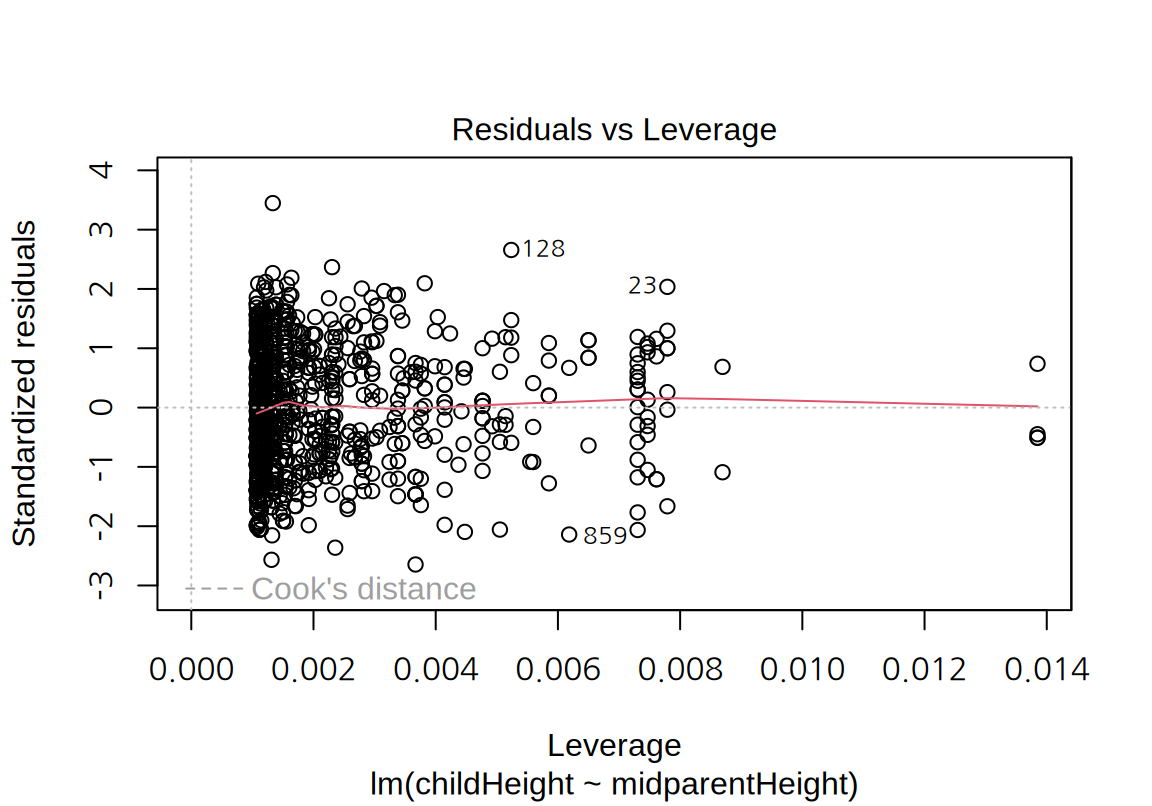 Residuals vs Leverage
Standardized residuals
4
3
2
1
0
-1
-2
-3
128
23
859
Cook's distance
0.000 0.002 0.004 0.006 0.008 0.010 0.012 0.014
Leverage
lm(childHeight ~ midparentHeight)